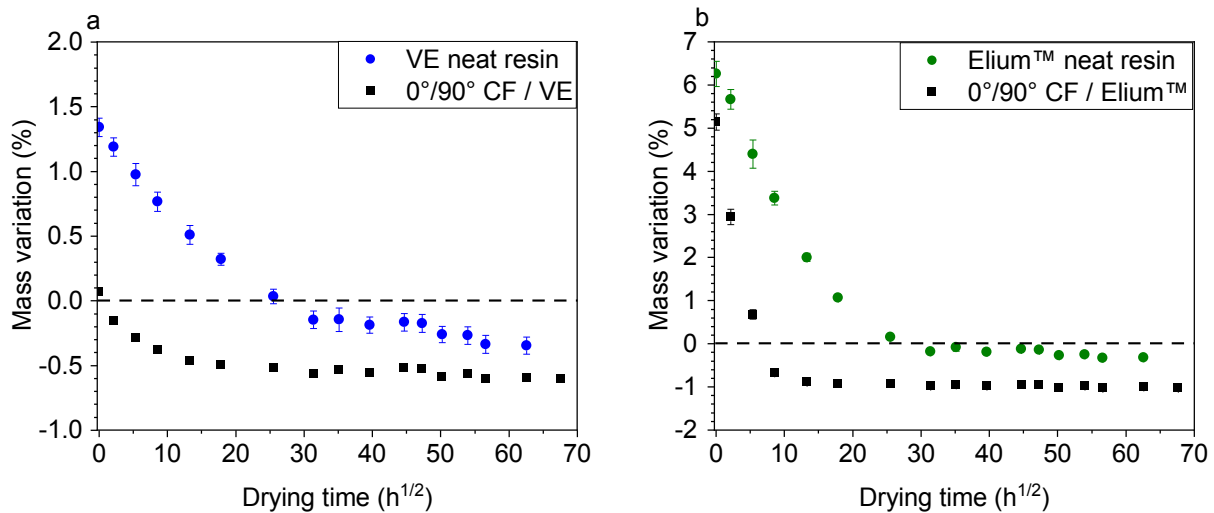 a
2.0
1.5
1.0
0.5
0.0
-0.5
-1.0
Mass variation (%)
VE neat resin
0°/90° CF / VE
0 10 20 30 40 50 60 70
Drying time (h^1/2)
b
7
6
5
4
3
2
1
0
-1
-2
Mass variation (%)
Elium™ neat resin
0°/90° CF / Elium™
0 10 20 30 40 50 60 70
Drying time (h^1/2)